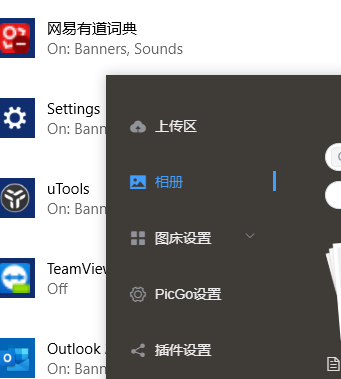 网易有道词典
On: Banners, Sounds
Settings
On: Bann
uTools
On: Bann
TeamView
Off
Outlook
On: Bann
上传区
相册
图床设置
PicGo设置
插件设置